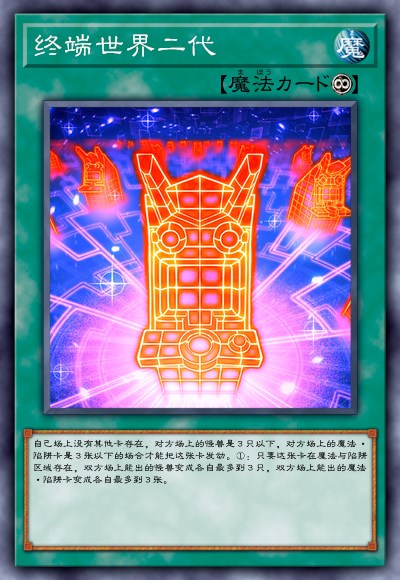 终端世界二代
魔
【魔法カード】
まほう
自己场上没有其他卡存在，对方场上的怪兽是3只以下，对方场上的魔法·
陷阱卡是3张以下的场合才能把这张卡发动。①：只要这张卡在魔法与陷阱
区域存在，双方场上能出的怪兽变成各自最多到3只，双方场上能出的魔法
·陷阱卡变成各自最多到3张。